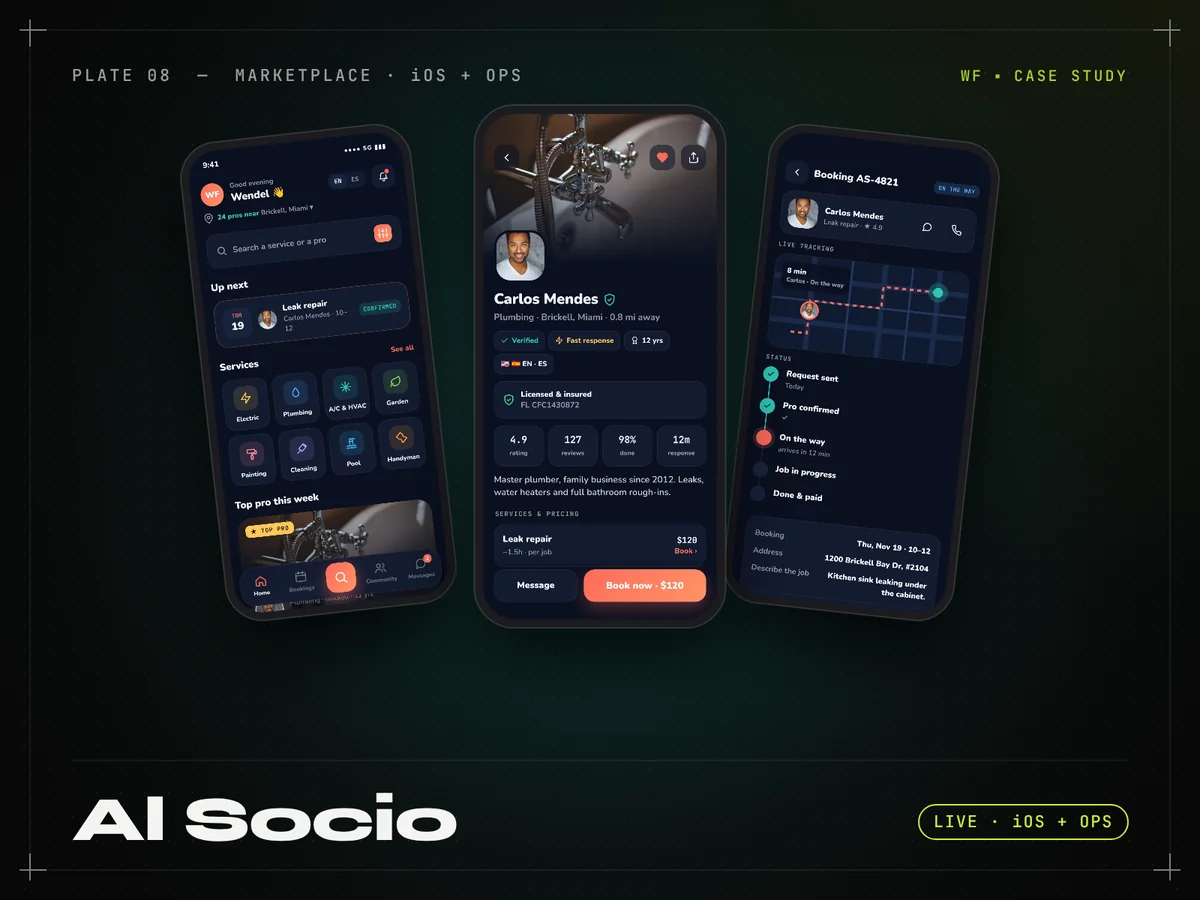 PLATE 08 — MARKETPLACE · iOS + OPS
WF ▪ CASE STUDY
9:41
5G
WF
Good evening
Wendel 👋
EN ES
24 pros near Brickell, Miami ▾
Search a service or a pro
Up next
19
Leak repair
Carlos Mendes · 10–
12
CONFIRMED
Services
See all
Electric
Plumbing
A/C & HVAC
Garden
Painting
Cleaning
Pool
Handyman
Top pro this week
★ TOP PRO
Home
Bookings
Community
Messages
Carlos Mendes
Plumbing · Brickell, Miami · 0.8 mi away
Verified
Fast response
12 yrs
🇺🇸 🇪🇸 EN · ES
Licensed & insured
FL CFC1430872
4.9
rating
127
reviews
98%
done
12m
response
Master plumber, family business since 2012. Leaks,
water heaters and full bathroom rough-ins.
SERVICES & PRICING
Leak repair
~1.5h · per job
$120
Book ›
Message
Book now · $120
Booking AS-4821
ON THE WAY
Carlos Mendes
Leak repair · ★ 4.9
LIVE TRACKING
8 min
Carlos · On the way
STATUS
Request sent
Today
Pro confirmed
✓
On the way
arrives in 12 min
Job in progress
Done & paid
Booking
Thu, Nov 19 · 10–12
Address
1200 Brickell Bay Dr, #2104
Describe the job
Kitchen sink leaking under
the cabinet.
Al Socio
LIVE · iOS + OPS